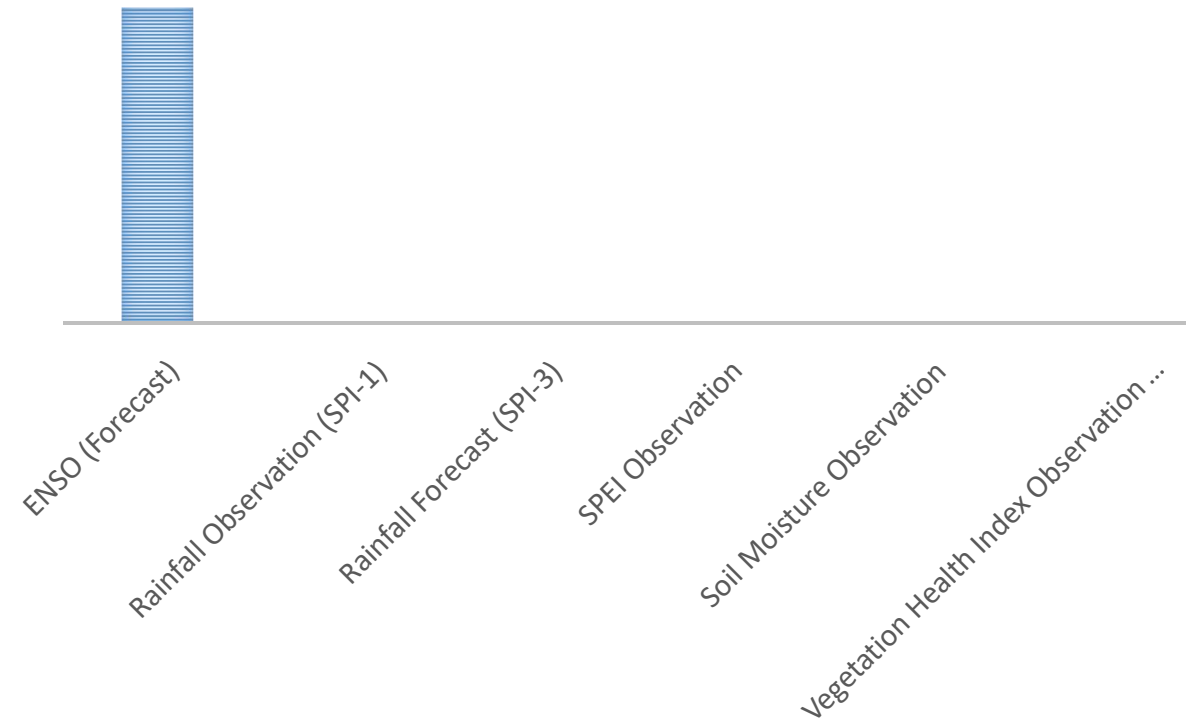 ENSO (Forecast)
Rainfall Observation (SPI-1)
Rainfall Forecast (SPI-3)
SPEI Observation
Soil Moisture Observation
Vegetation Health Index Observation ...